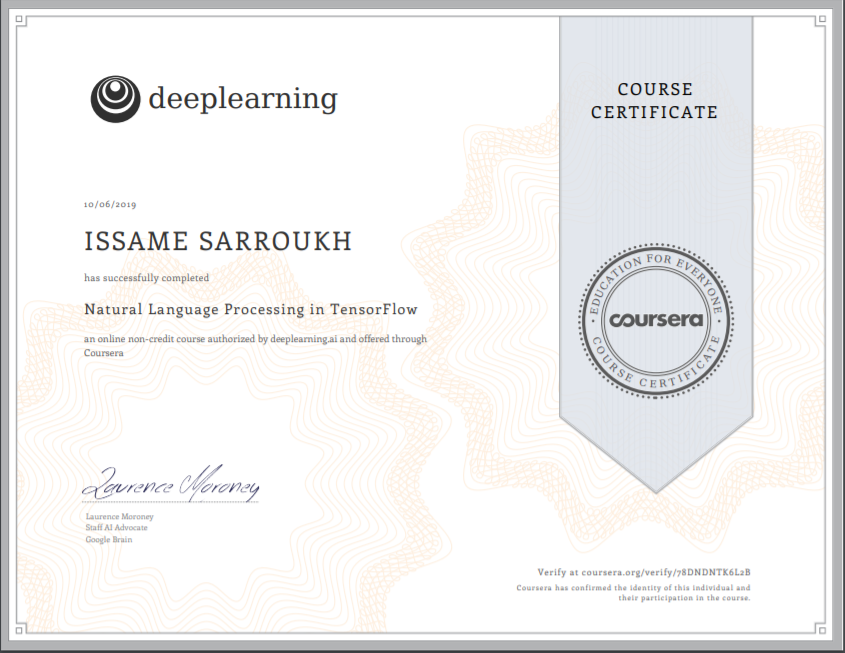 deeplearning
COURSE
CERTIFICATE
10/06/2019
ISSAME SARROUKH
has successfully completed
Natural Language Processing in TensorFlow
an online non-credit course authorized by deeplearning.ai and offered through
Coursera
EDUCATION FOR EVERYONE
coursera
COURSE CERTIFICATE
Laurence Moroney
Laurence Moroney
Staff AI Advocate
Google Brain
Verify at coursera.org/verify/78DNDNTK6L2B
Coursera has confirmed the identity of this individual and
their participation in the course.